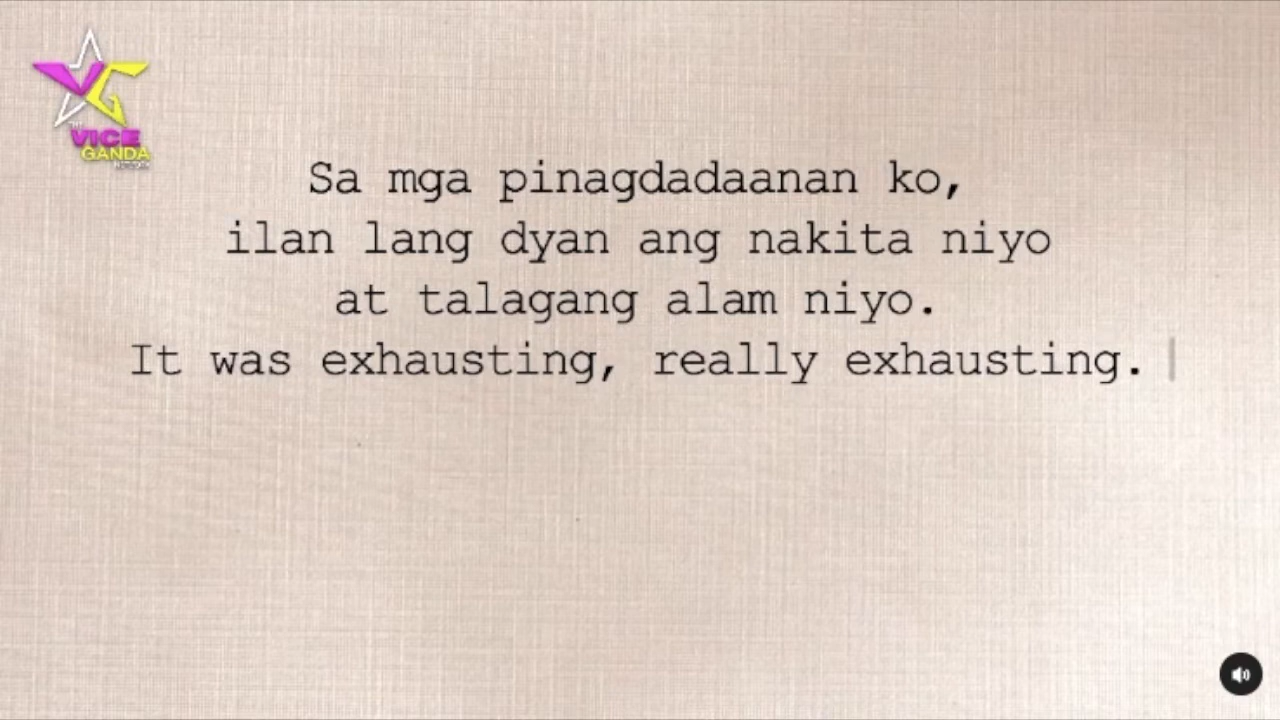 VG
THE
VICE
GANDA
NETWORK
Sa mga pinagdadaanan ko,
ilan lang dyan ang nakita niyo
at talagang alam niyo.
It was exhausting, really exhausting.